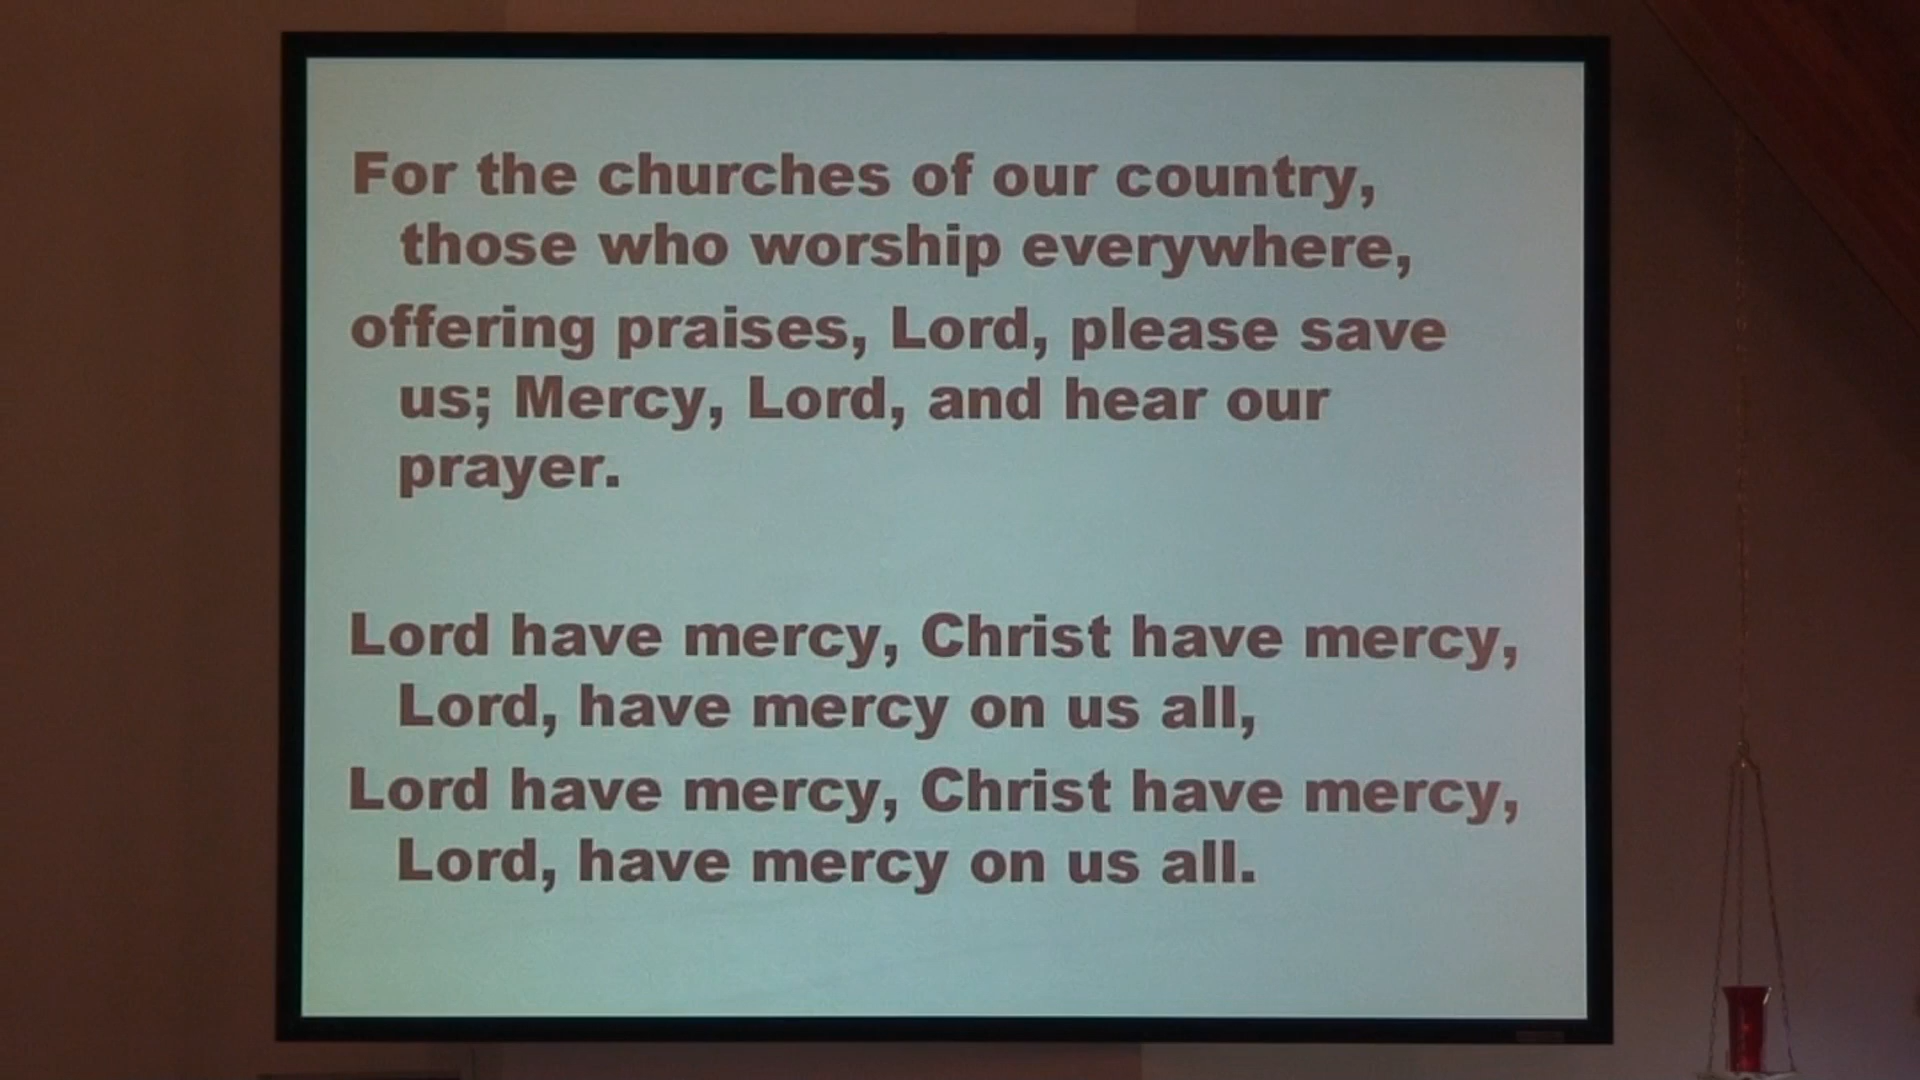 For the churches of our country,
those who worship everywhere,
offering praises, Lord, please save
us; Mercy, Lord, and hear our
prayer.
Lord have mercy, Christ have mercy,
Lord, have mercy on us all,
Lord have mercy, Christ have mercy,
Lord, have mercy on us all.